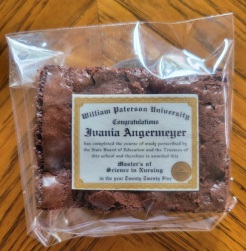 William Paterson University
Congratulations
Ivania Angermeyer
has completed the course of study prescribed by
the State Board of Education and the Trustees of
this school and therefore is awarded this
Master's of
Science in Nursing
in the year Twenty Twenty Five